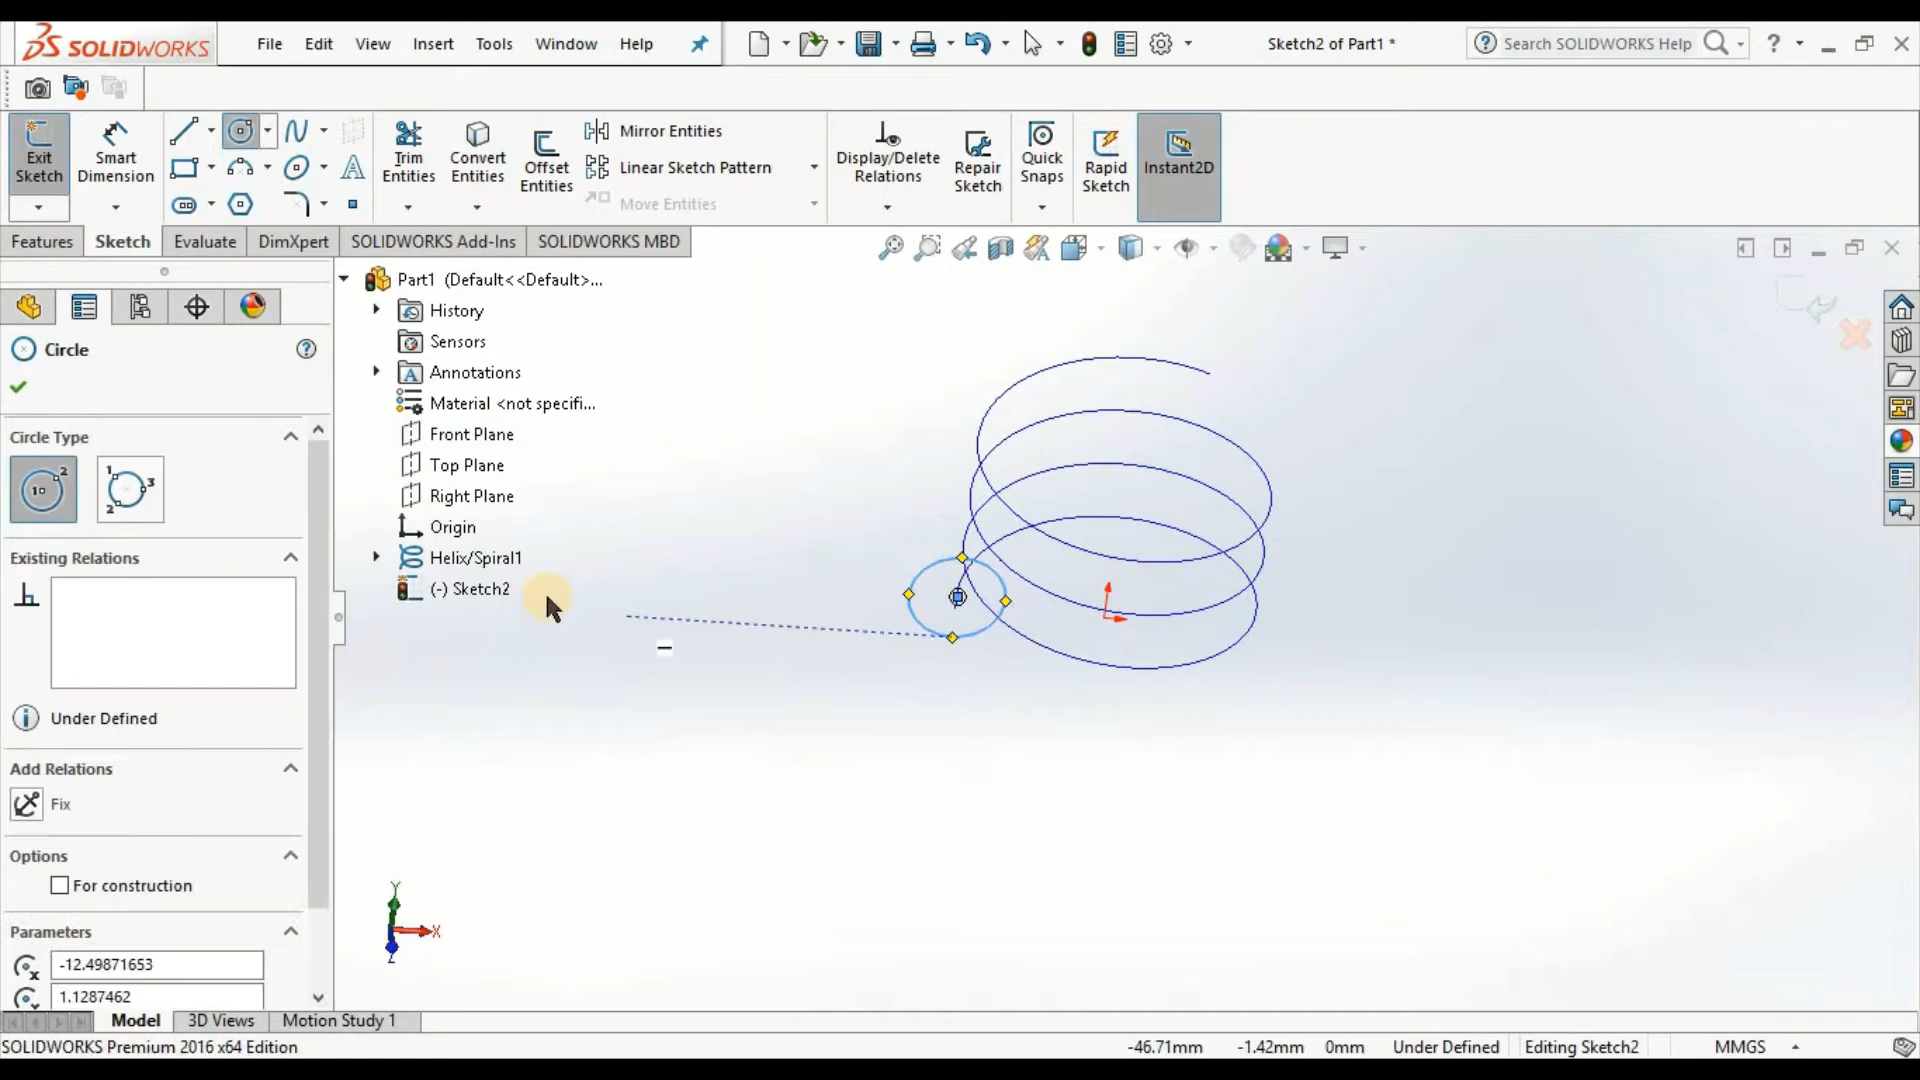 SOLIDWORKS
File Edit View Insert Tools Window Help
Sketch2 of Part1 *
Search SOLIDWORKS Help
Exit Sketch
Smart Dimension
Trim Entities
Convert Entities
Offset Entities
Mirror Entities
Linear Sketch Pattern
Move Entities
Display/Delete Relations
Repair Sketch
Quick Snaps
Rapid Sketch
Instant2D
Features Sketch Evaluate DimXpert SOLIDWORKS Add-Ins SOLIDWORKS MBD
Part1 (Default<<Default>...
History
Sensors
Annotations
Material <not specifi...
Front Plane
Top Plane
Right Plane
Origin
Helix/Spiral1
(-) Sketch2
Circle
Circle Type
Existing Relations
Under Defined
Add Relations
Fix
Options
For construction
Parameters
-12.49871653
1.1287462
Y
X
Z
Model 3D Views Motion Study 1
SOLIDWORKS Premium 2016 x64 Edition
-46.71mm -1.42mm 0mm Under Defined Editing Sketch2 MMGS